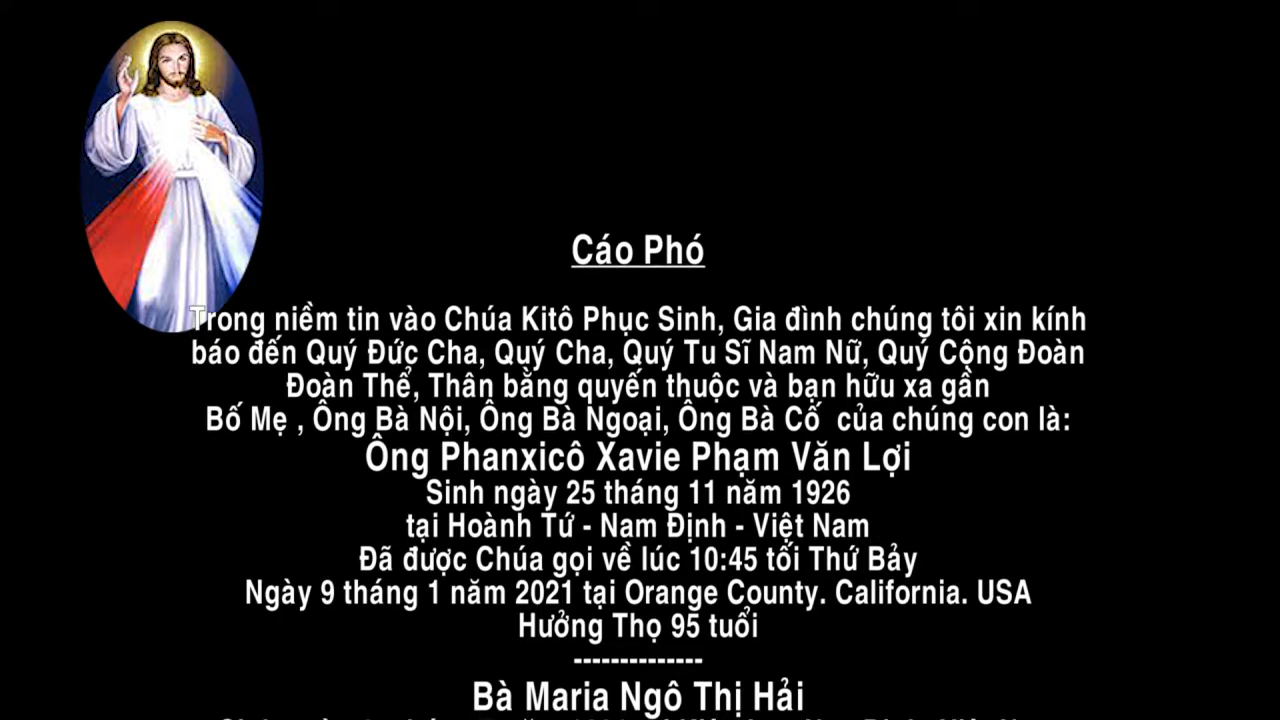 Cáo Phó
Trong niềm tin vào Chúa Kitô Phục Sinh, Gia đình chúng tôi xin kính
báo đến Quý Đức Cha, Quý Cha, Quý Tu Sĩ Nam Nữ, Quý Cộng Đoàn
Đoàn Thể, Thân bằng quyến thuộc và bạn hữu xa gần
Bố Mẹ , Ông Bà Nội, Ông Bà Ngoại, Ông Bà Cố  của chúng con là:
Ông Phanxicô Xavie Phạm Văn Lợi
Sinh ngày 25 tháng 11 năm 1926
tại Hoành Tứ - Nam Định - Việt Nam
Đã được Chúa gọi về lúc 10:45 tối Thứ Bảy
Ngày 9 tháng 1 năm 2021 tại Orange County. California. USA
Hưởng Thọ 95 tuổi
--------------
Bà Maria Ngô Thị Hải